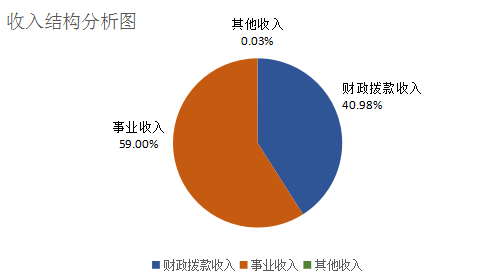 收入结构分析图
其他收入
0.03%
财政拨款收入
40.98%
事业收入
59.00%
财政拨款收入 事业收入 其他收入